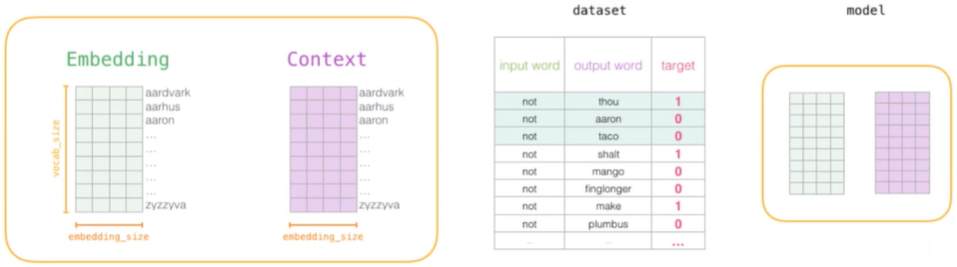 dataset
model
Embedding
Context
aardvark
aarhus
aaron
...
...
...
...
zyzzyva
aardvark
aarhus
aaron
...
...
...
...
zyzzyva
vocab_size
embedding_size
embedding_size
input word output word target
not thou 1
not aaron 0
not taco 0
not shalt 1
not mango 0
not finglonger 0
not make 1
not plumbus 0
... ... ...